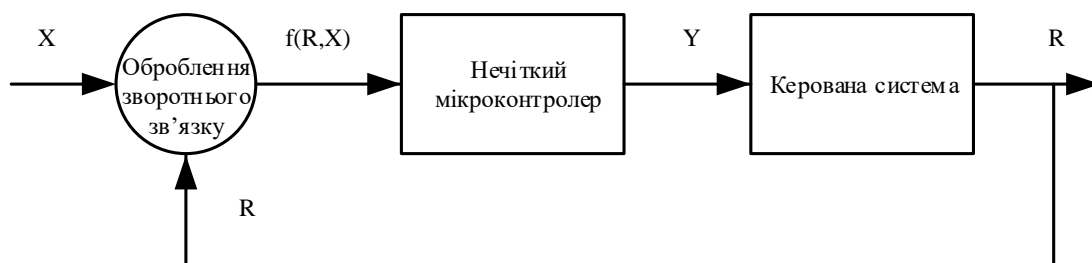 X
f(R,X)
Y
R
Оброблення
зворотнього
зв’язку
Нечіткий
мікроконтролер
Керована система
R